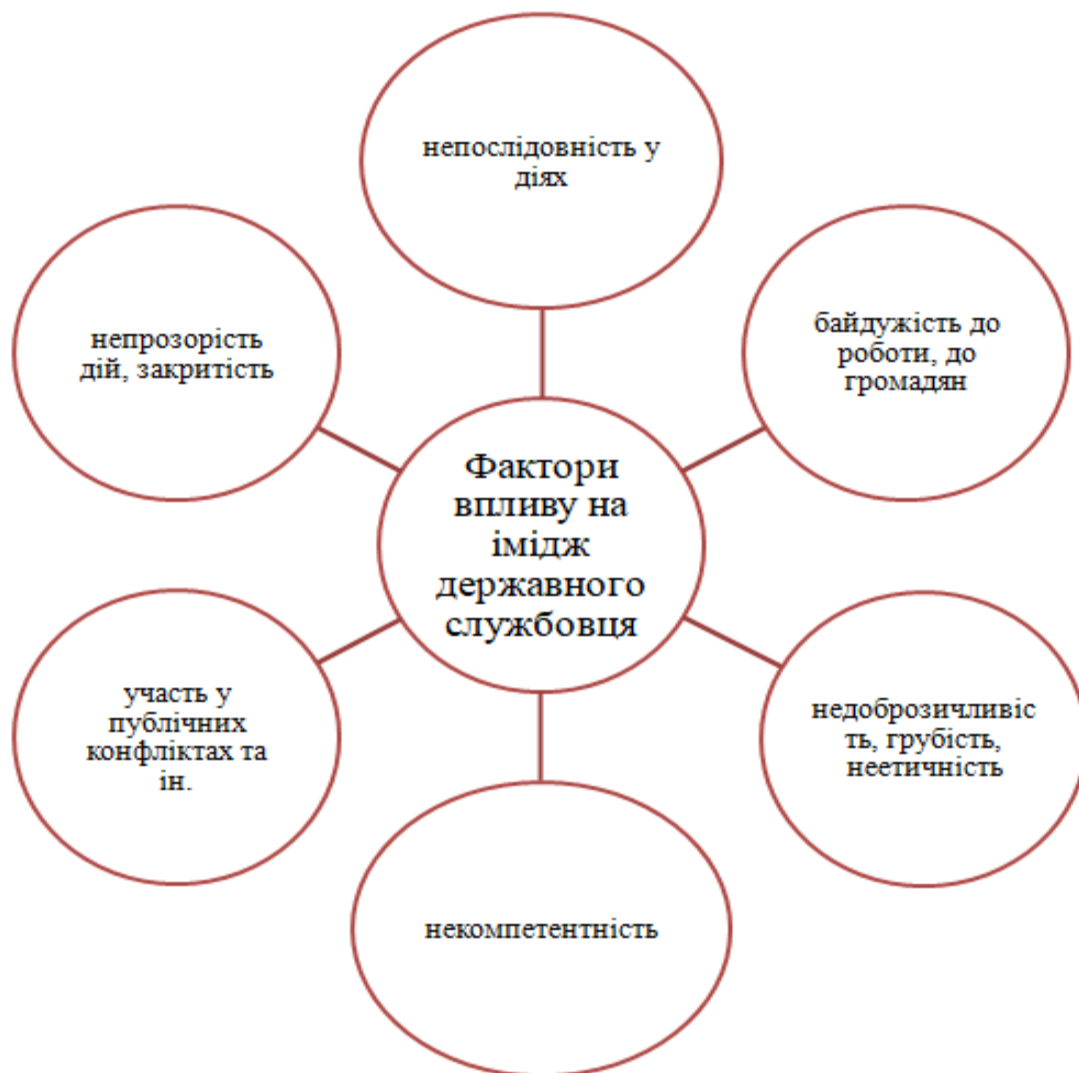 непослідовність у
діях
непрозорість
дій, закритість
байдужість до
роботи, до
громадян
Фактори
впливу на
імідж
державного
службовця
участь у
публічних
конфліктах та
ін.
недоброзичливіс
ть, грубість,
неетичність
некомпетентність